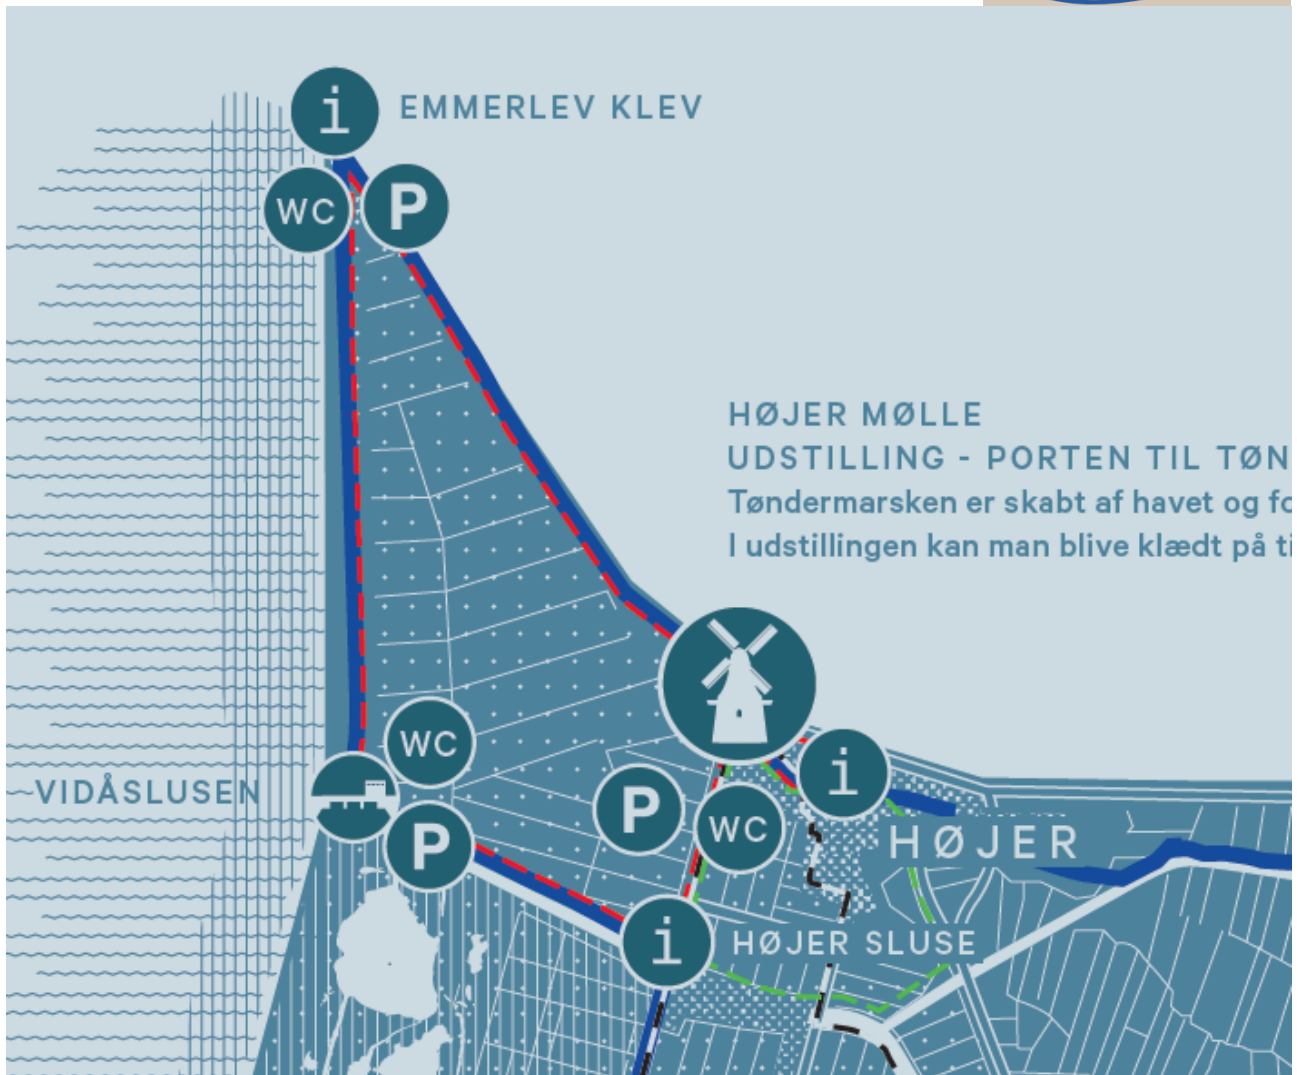 i
EMMERLEV KLEV
WC
P
HØJER MØLLE
UDSTILLING - PORTEN TIL TØN
Tøndermarsken er skabt af havet og fo
I udstillingen kan man blive klædt på ti
WC
i
VIDÅSLUSEN
P
WC
P
HØJER
i
HØJER SLUSE